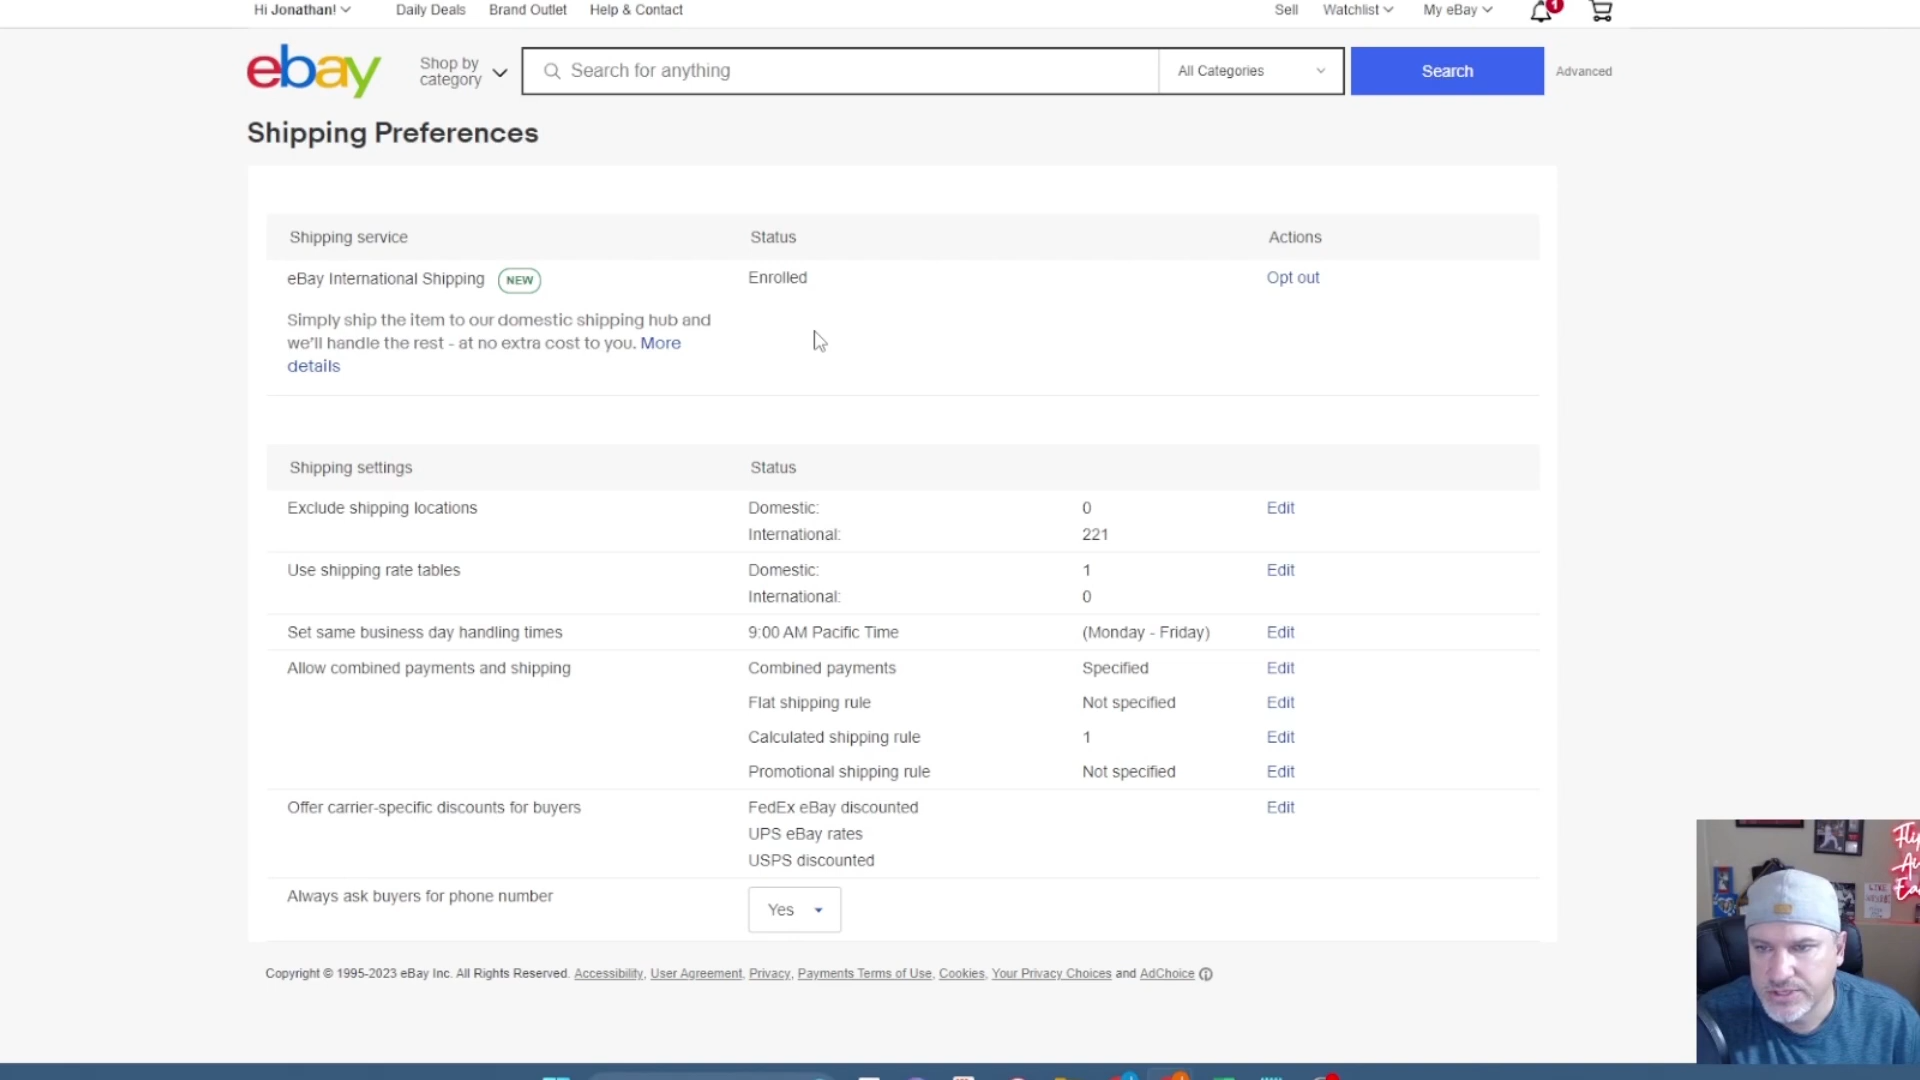 Hi Jonathan! Daily Deals Brand Outlet Help & Contact Sell Watchlist My eBay 1
ebay Shop by category Search for anything All Categories Search Advanced
Shipping Preferences
Shipping service Status Actions
eBay International Shipping NEW Enrolled Opt out
Simply ship the item to our domestic shipping hub and
we'll handle the rest - at no extra cost to you. More
details
Shipping settings Status
Exclude shipping locations Domestic: 0 Edit
International: 221
Use shipping rate tables Domestic: 1 Edit
International: 0
Set same business day handling times 9:00 AM Pacific Time (Monday - Friday) Edit
Allow combined payments and shipping Combined payments Specified Edit
Flat shipping rule Not specified Edit
Calculated shipping rule 1 Edit
Promotional shipping rule Not specified Edit
Offer carrier-specific discounts for buyers FedEx eBay discounted Edit
UPS eBay rates
USPS discounted
Always ask buyers for phone number Yes
Copyright © 1995-2023 eBay Inc. All Rights Reserved. Accessibility, User Agreement, Privacy, Payments Terms of Use, Cookies, Your Privacy Choices and AdChoice